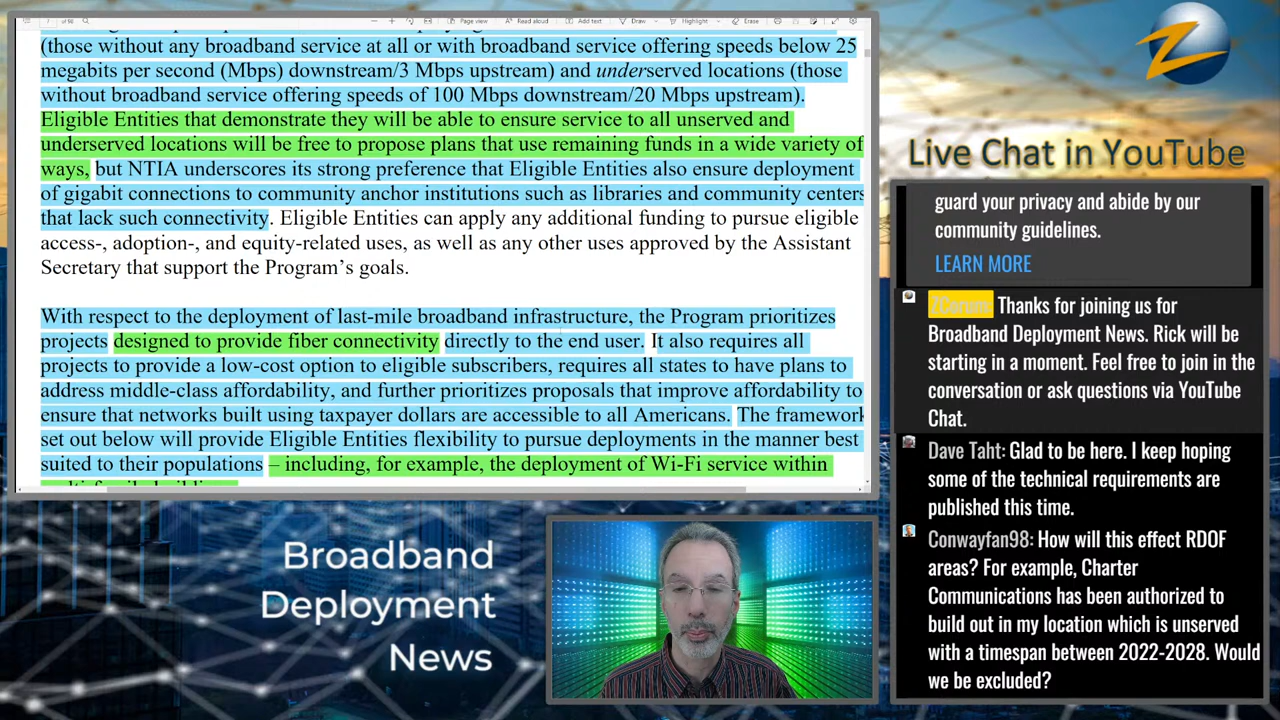 Page view
Read aloud
Add text
Draw
Highlight
Erase
(those without any broadband service at all or with broadband service offering speeds below 25
megabits per second (Mbps) downstream/3 Mbps upstream) and underserved locations (those
without broadband service offering speeds of 100 Mbps downstream/20 Mbps upstream).
Eligible Entities that demonstrate they will be able to ensure service to all unserved and
underserved locations will be free to propose plans that use remaining funds in a wide variety of
ways, but NTIA underscores its strong preference that Eligible Entities also ensure deployment
of gigabit connections to community anchor institutions such as libraries and community centers
that lack such connectivity. Eligible Entities can apply any additional funding to pursue eligible
access-, adoption-, and equity-related uses, as well as any other uses approved by the Assistant
Secretary that support the Program’s goals.
With respect to the deployment of last-mile broadband infrastructure, the Program prioritizes
projects designed to provide fiber connectivity directly to the end user. It also requires all
projects to provide a low-cost option to eligible subscribers, requires all states to have plans to
address middle-class affordability, and further prioritizes proposals that improve affordability to
ensure that networks built using taxpayer dollars are accessible to all Americans. The framework
set out below will provide Eligible Entities flexibility to pursue deployments in the manner best
suited to their populations – including, for example, the deployment of Wi-Fi service within
Broadband
Deployment
News
Z
Live Chat in YouTube
guard your privacy and abide by our
community guidelines.
LEARN MORE
ZCorum: Thanks for joining us for
Broadband Deployment News. Rick will be
starting in a moment. Feel free to join in the
conversation or ask questions via YouTube
Chat.
Dave Taht: Glad to be here. I keep hoping
some of the technical requirements are
published this time.
Conwayfan98: How will this effect RDOF
areas? For example, Charter
Communications has been authorized to
build out in my location which is unserved
with a timespan between 2022-2028. Would
we be excluded?